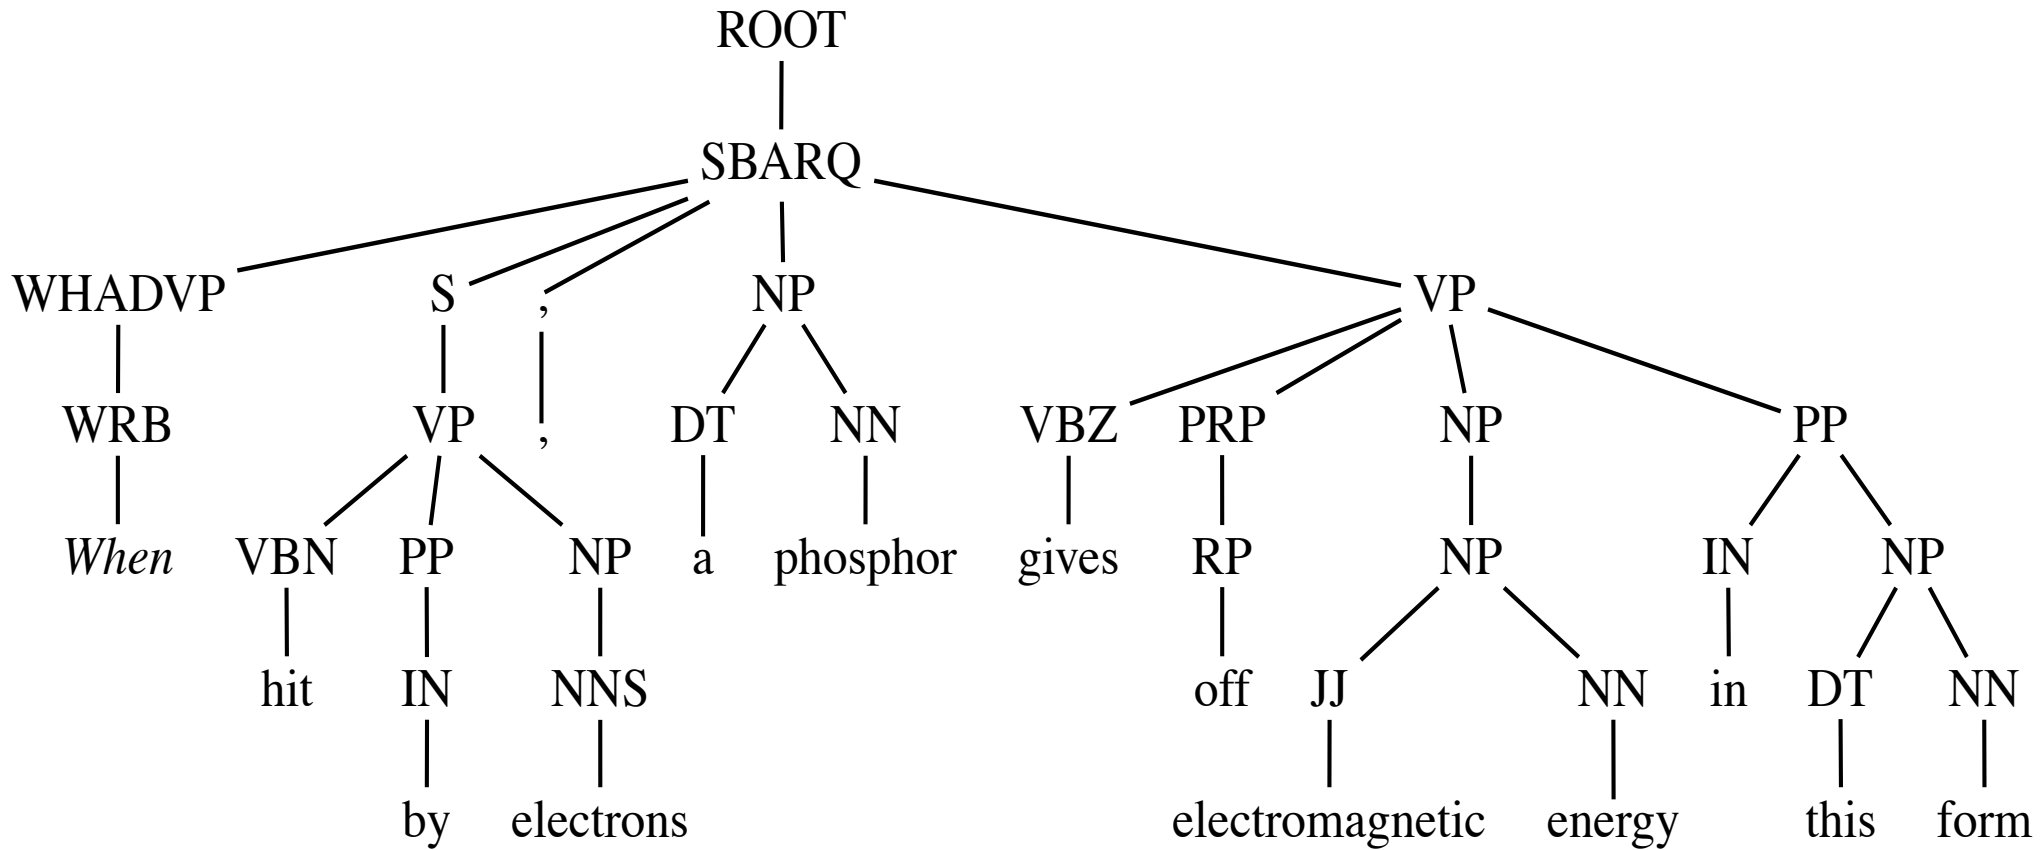 ROOT
SBARQ
WHADVP S , NP VP
WRB VP , DT NN VBZ PRP NP PP
When VBN PP NP a phosphor gives RP NP IN NP
hit IN NNS off JJ NN in DT NN
by electrons electromagnetic energy this form